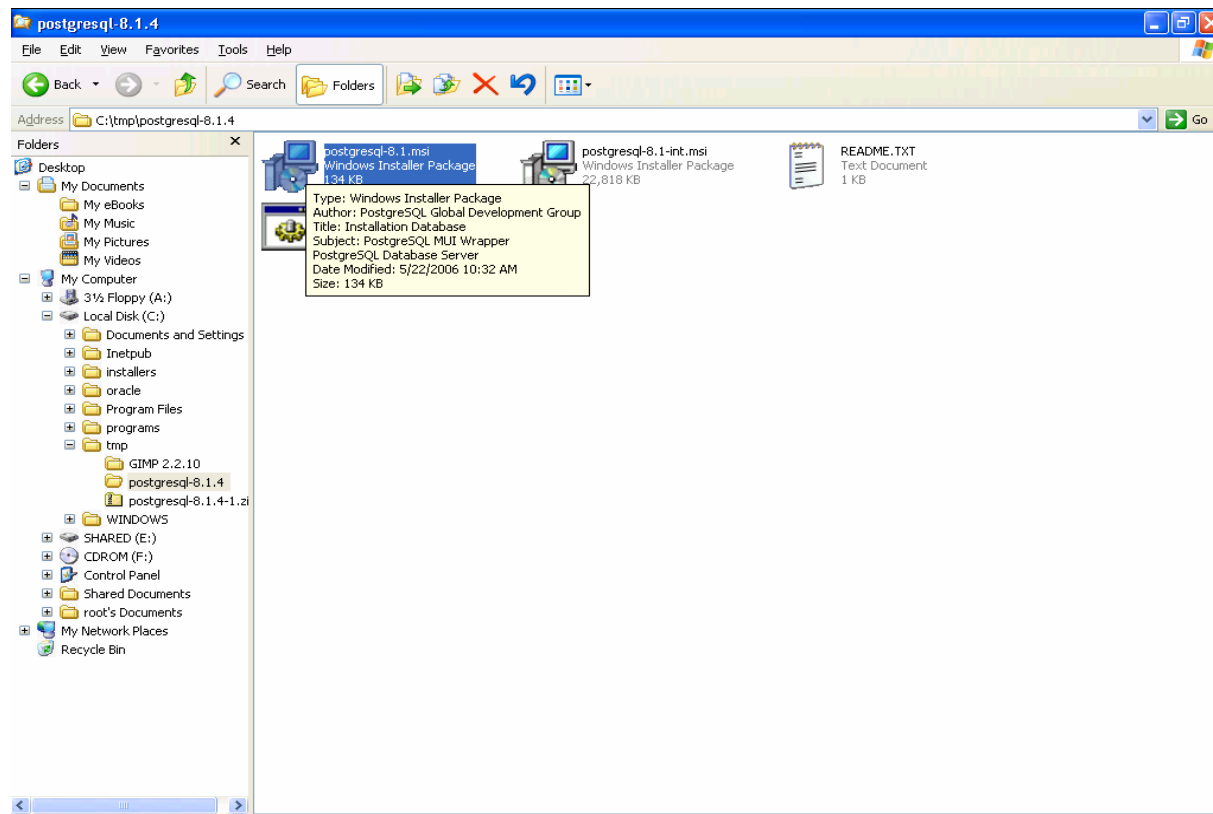 postgresql-8.1.4
File Edit View Favorites Tools Help
Back Search Folders
Address C:\tmp\postgresql-8.1.4 Go
Folders
Desktop
My Documents
My eBooks
My Music
My Pictures
My Videos
My Computer
3½ Floppy (A:)
Local Disk (C:)
Documents and Settings
Inetpub
installers
oracle
Program Files
programs
tmp
GIMP 2.2.10
postgresql-8.1.4
postgresql-8.1.4-1.zi
WINDOWS
SHARED (E:)
CDROM (F:)
Control Panel
Shared Documents
root's Documents
My Network Places
Recycle Bin
postgresql-8.1.msi
Windows Installer Package
134 KB
postgresql-8.1-int.msi
Windows Installer Package
22,818 KB
README.TXT
Text Document
1 KB
Type: Windows Installer Package
Author: PostgreSQL Global Development Group
Title: Installation Database
Subject: PostgreSQL MUI Wrapper
PostgreSQL Database Server
Date Modified: 5/22/2006 10:32 AM
Size: 134 KB